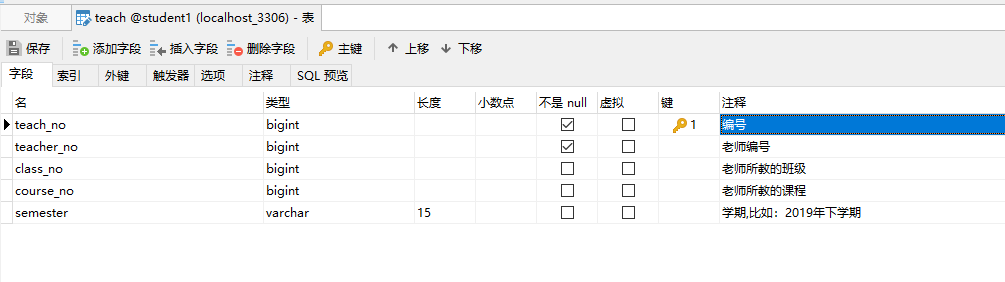 对象 teach @student1 (localhost_3306) - 表
保存 添加字段 插入字段 删除字段 主键 上移 下移
字段 索引 外键 触发器 选项 注释 SQL 预览
名 类型 长度 小数点 不是 null 虚拟 键 注释
teach_no bigint 1 编号
teacher_no bigint 老师编号
class_no bigint 老师所教的班级
course_no bigint 老师所教的课程
semester varchar 15 学期,比如：2019年下学期